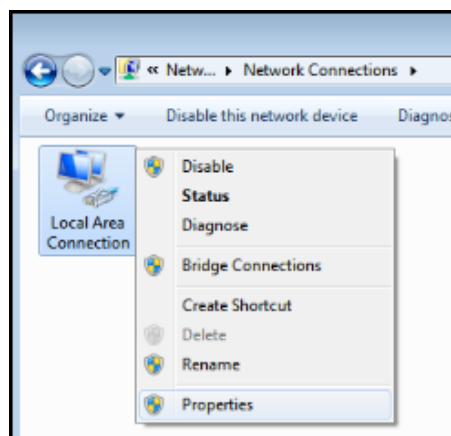 « Netw... ▸ Network Connections ▸
Organize ▾ Disable this network device Diagnos
Local Area
Connection
Disable
Status
Diagnose
Bridge Connections
Create Shortcut
Delete
Rename
Properties